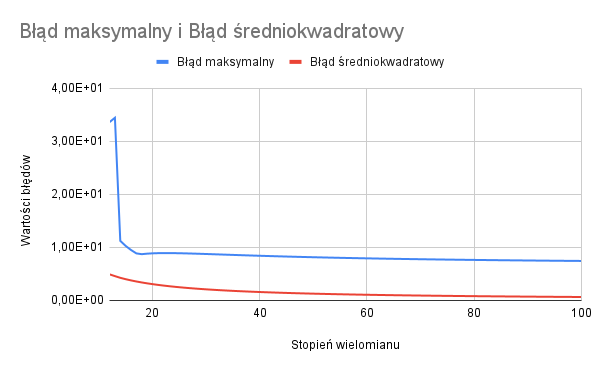 Błąd maksymalny i Błąd średniokwadratowy
Błąd maksymalny Błąd średniokwadratowy
4,00E+01
3,00E+01
2,00E+01
1,00E+01
0,00E+00
Wartości błędów
20 40 60 80 100
Stopień wielomianu